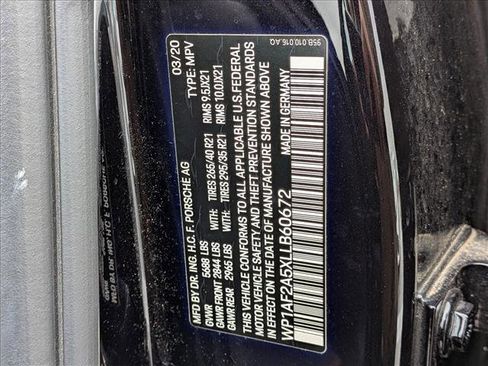 95B.010.016.AQ
03/20
TYPE: MPV
MFD. BY DR. ING. H.C. F. PORSCHE AG
GVWR 5688 LBS
GAWR FRONT 2844 LBS WITH: TIRES 265/40 R21 RIMS 9.5JX21
GAWR REAR 2965 LBS WITH: TIRES 295/35 R21 RIMS 10.0JX21
THIS VEHICLE CONFORMS TO ALL APPLICABLE U.S. FEDERAL
MOTOR VEHICLE SAFETY AND THEFT PREVENTION STANDARDS
IN EFFECT ON THE DATE OF MANUFACTURE SHOWN ABOVE
WP1AF2A5XLLB60672 MADE IN GERMANY